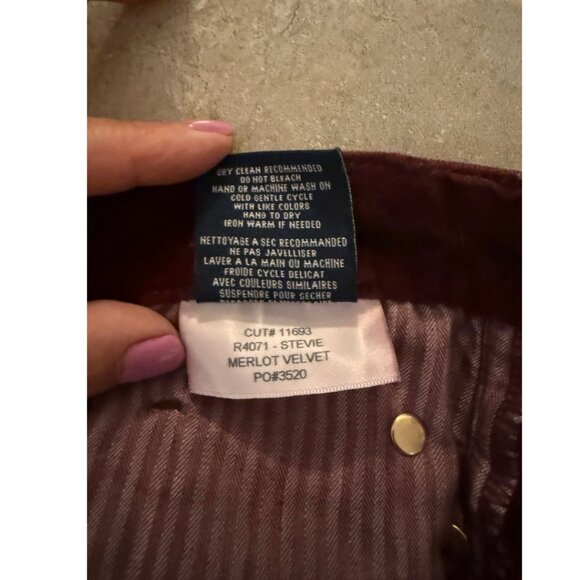 DRY CLEAN RECOMMENDED
DO NOT BLEACH
HAND OR MACHINE WASH ON
COLD GENTLE CYCLE
WITH LIKE COLORS
HANG TO DRY
IRON WARM IF NEEDED
NETTOYAGE A SEC RECOMMANDED
NE PAS JAVELLISER
LAVER A LA MAIN OU MACHINE
FROIDE CYCLE DELICAT
AVEC COULEURS SIMILAIRES
SUSPENDRE POUR SECHER
CUT# 11693
R4071 - STEVIE
MERLOT VELVET
PO#3520